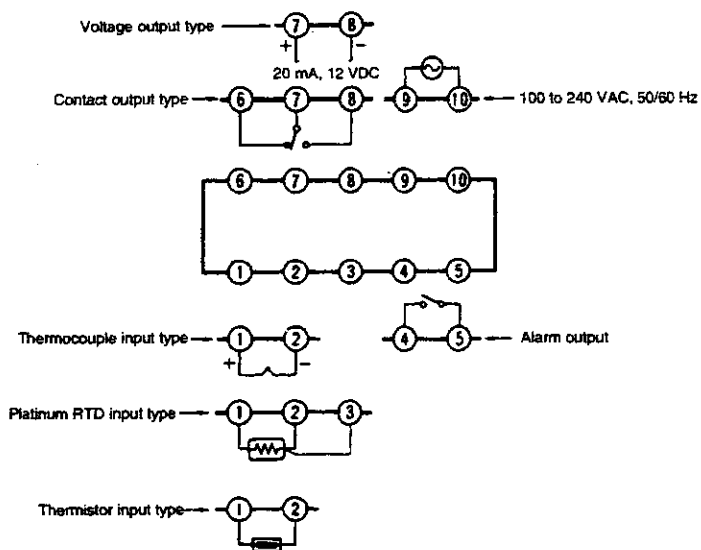 Voltage output type
7 8
+ −
20 mA, 12 VDC
Contact output type
6 7 8 9 10
100 to 240 VAC, 50/60 Hz
6 7 8 9 10
1 2 3 4 5
Thermocouple input type
1 2
+ −
4 5
Alarm output
Platinum RTD input type
1 2 3
Thermistor input type
1 2